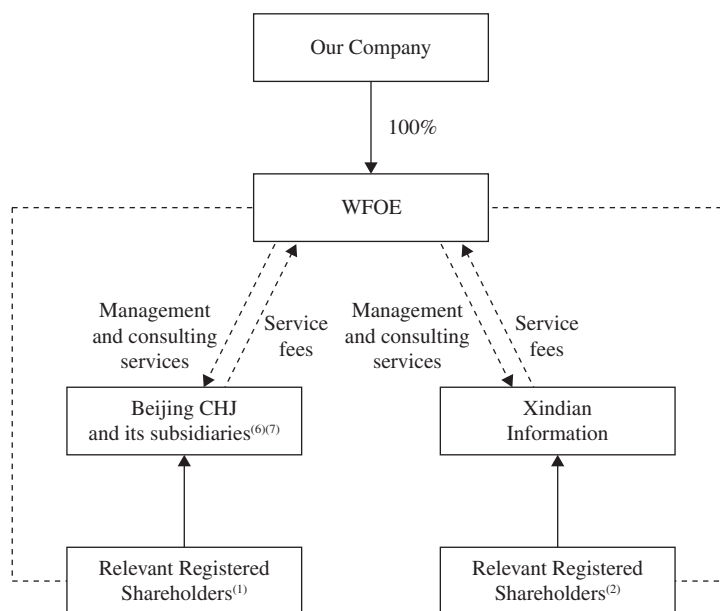 Our Company
100%
WFOE
Management
and consulting
services
Service
fees
Management
and consulting
services
Service
fees
Beijing CHJ
and its subsidiaries(6)(7)
Xindian
Information
Relevant Registered
Shareholders(1)
Relevant Registered
Shareholders(2)